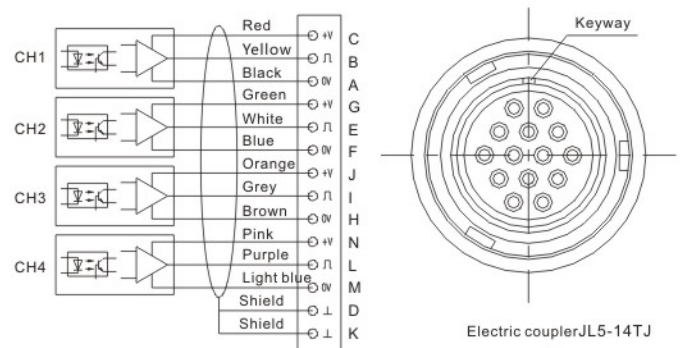 Red +V C
CH1 Yellow B
Black 0V A
Green +V G
CH2 White E
Blue 0V F
Orange +V J
CH3 Grey I
Brown 0V H
Pink +V N
CH4 Purple L
Light blue 0V M
Shield ⊥ D
Shield ⊥ K
Keyway
Electric couplerJL5-14TJ